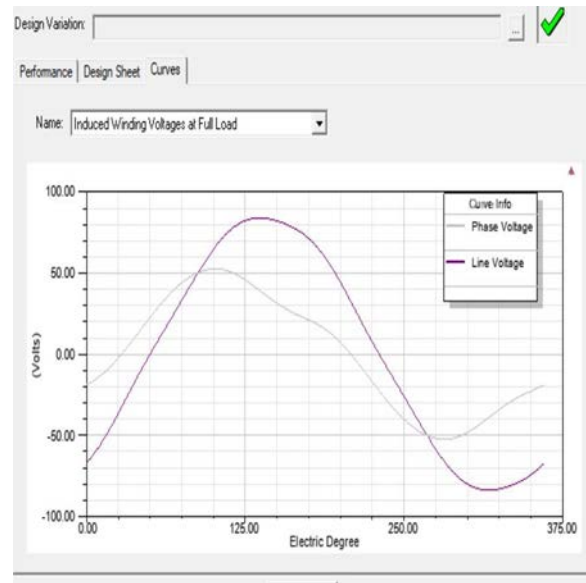 Design Variation:
...
Performance Design Sheet Curves
Name: Induced Winding Voltages at Full Load
100.00
50.00
0.00
-50.00
-100.00
(Volts)
Curve Info
Phase Voltage
Line Voltage
0.00 125.00 250.00 375.00
Electric Degree